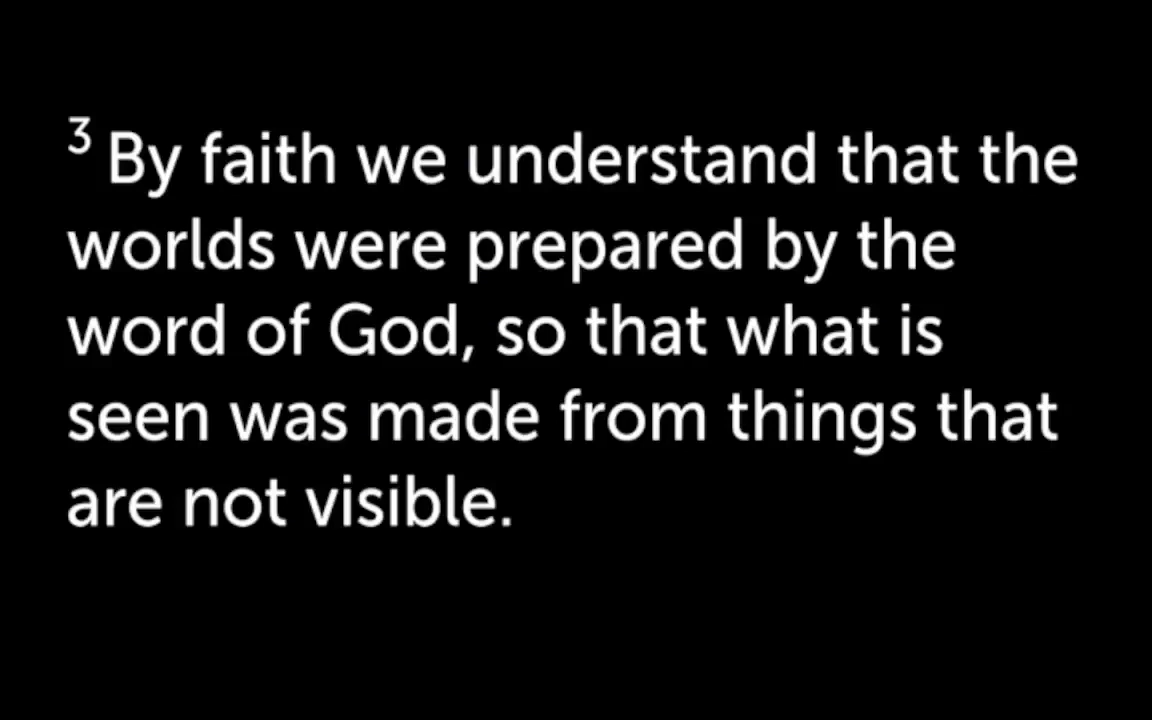 3 By faith we understand that the
worlds were prepared by the
word of God, so that what is
seen was made from things that
are not visible.